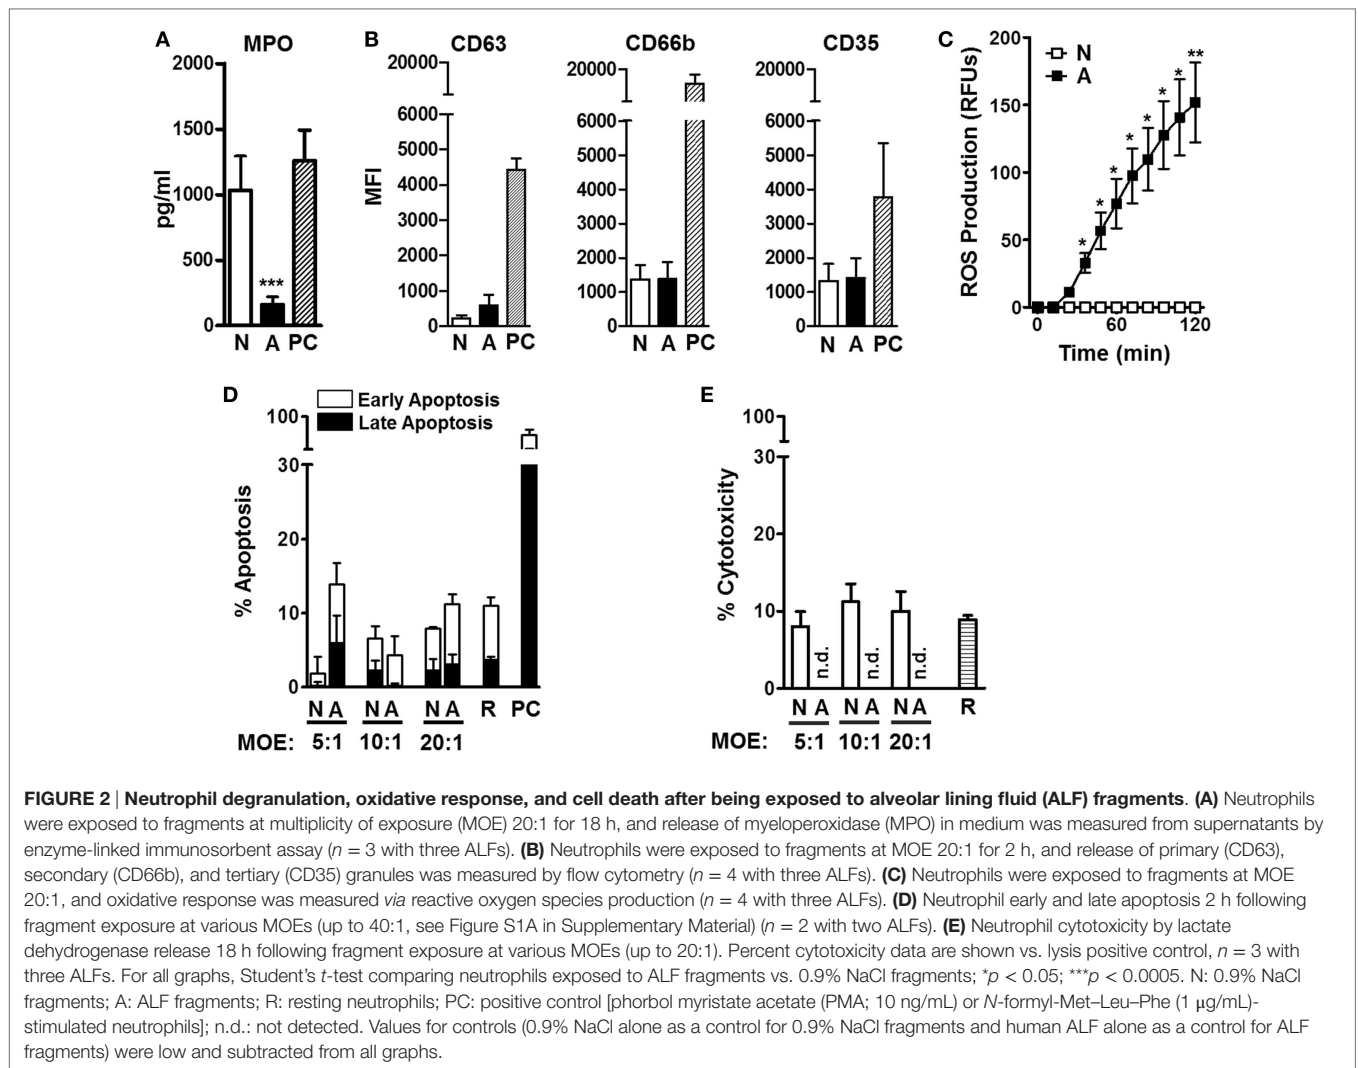 A
MPO
2000
1500
1000
500
0
pg/ml
***
N A PC
B
CD63
20000
6000
5000
4000
3000
2000
1000
0
MFI
N A PC
CD66b
20000
6000
5000
4000
3000
2000
1000
0
N A PC
CD35
20000
6000
5000
4000
3000
2000
1000
0
N A PC
C
200
150
100
50
0
ROS Production (RFUs)
N
A
* * * * * * * **
0 60 120
Time (min)
D
Early Apoptosis
Late Apoptosis
100
30
20
10
0
% Apoptosis
N A N A N A R PC
MOE: 5:1 10:1 20:1
E
100
30
20
10
0
% Cytotoxicity
n.d. n.d. n.d.
N A N A N A R
MOE: 5:1 10:1 20:1
FIGURE 2 | Neutrophil degranulation, oxidative response, and cell death after being exposed to alveolar lining fluid (ALF) fragments. (A) Neutrophils
were exposed to fragments at multiplicity of exposure (MOE) 20:1 for 18 h, and release of myeloperoxidase (MPO) in medium was measured from supernatants by
enzyme-linked immunosorbent assay (n = 3 with three ALFs). (B) Neutrophils were exposed to fragments at MOE 20:1 for 2 h, and release of primary (CD63),
secondary (CD66b), and tertiary (CD35) granules was measured by flow cytometry (n = 4 with three ALFs). (C) Neutrophils were exposed to fragments at MOE
20:1, and oxidative response was measured via reactive oxygen species production (n = 4 with three ALFs). (D) Neutrophil early and late apoptosis 2 h following
fragment exposure at various MOEs (up to 40:1, see Figure S1A in Supplementary Material) (n = 2 with two ALFs). (E) Neutrophil cytotoxicity by lactate
dehydrogenase release 18 h following fragment exposure at various MOEs (up to 20:1). Percent cytotoxicity data are shown vs. lysis positive control, n = 3 with
three ALFs. For all graphs, Student's t-test comparing neutrophils exposed to ALF fragments vs. 0.9% NaCl fragments; *p < 0.05; ***p < 0.0005. N: 0.9% NaCl
fragments; A: ALF fragments; R: resting neutrophils; PC: positive control [phorbol myristate acetate (PMA; 10 ng/mL) or N-formyl-Met–Leu–Phe (1 μg/mL)-
stimulated neutrophils]; n.d.: not detected. Values for controls (0.9% NaCl alone as a control for 0.9% NaCl fragments and human ALF alone as a control for ALF
fragments) were low and subtracted from all graphs.